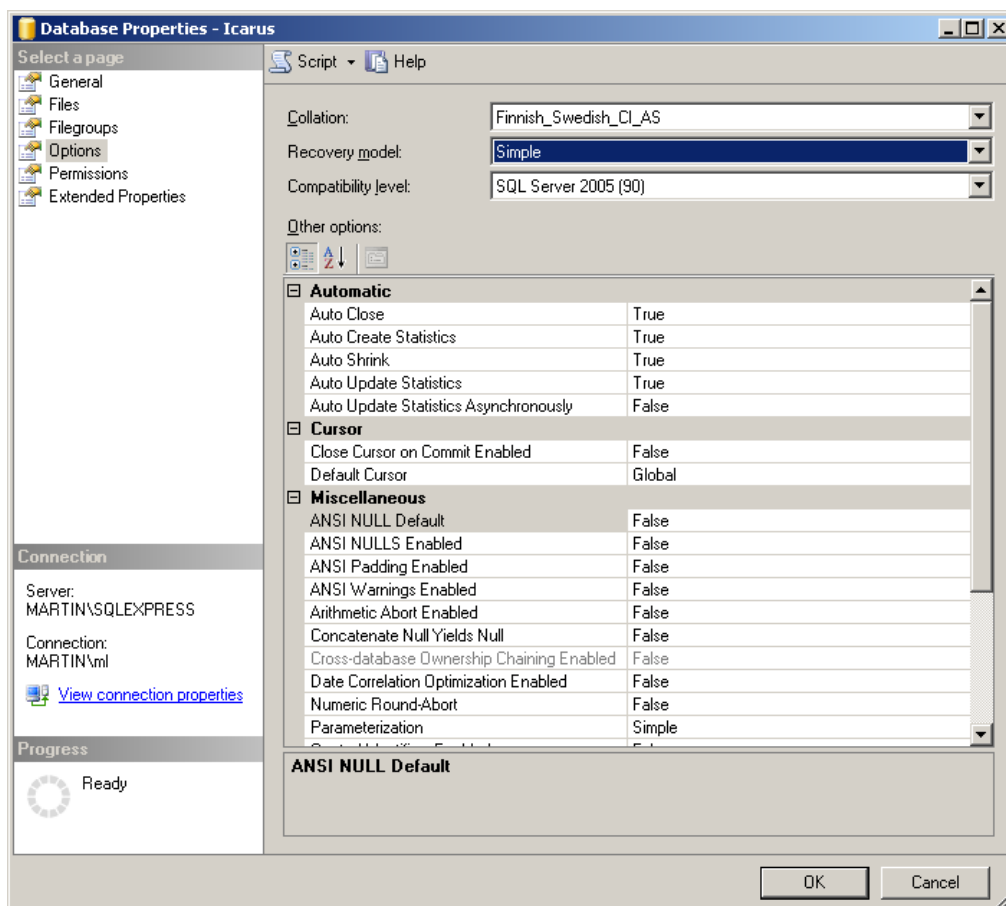 Database Properties - Icarus
Select a page
General
Files
Filegroups
Options
Permissions
Extended Properties
Connection
Server:
MARTIN\SQLEXPRESS
Connection:
MARTIN\ml
View connection properties
Progress
Ready
Script
Help
Collation:
Finnish_Swedish_CI_AS
Recovery model:
Simple
Compatibility level:
SQL Server 2005 (90)
Other options:
Automatic
Auto Close True
Auto Create Statistics True
Auto Shrink True
Auto Update Statistics True
Auto Update Statistics Asynchronously False
Cursor
Close Cursor on Commit Enabled False
Default Cursor Global
Miscellaneous
ANSI NULL Default False
ANSI NULLS Enabled False
ANSI Padding Enabled False
ANSI Warnings Enabled False
Arithmetic Abort Enabled False
Concatenate Null Yields Null False
Cross-database Ownership Chaining Enabled False
Date Correlation Optimization Enabled False
Numeric Round-Abort False
Parameterization Simple
ANSI NULL Default
OK
Cancel